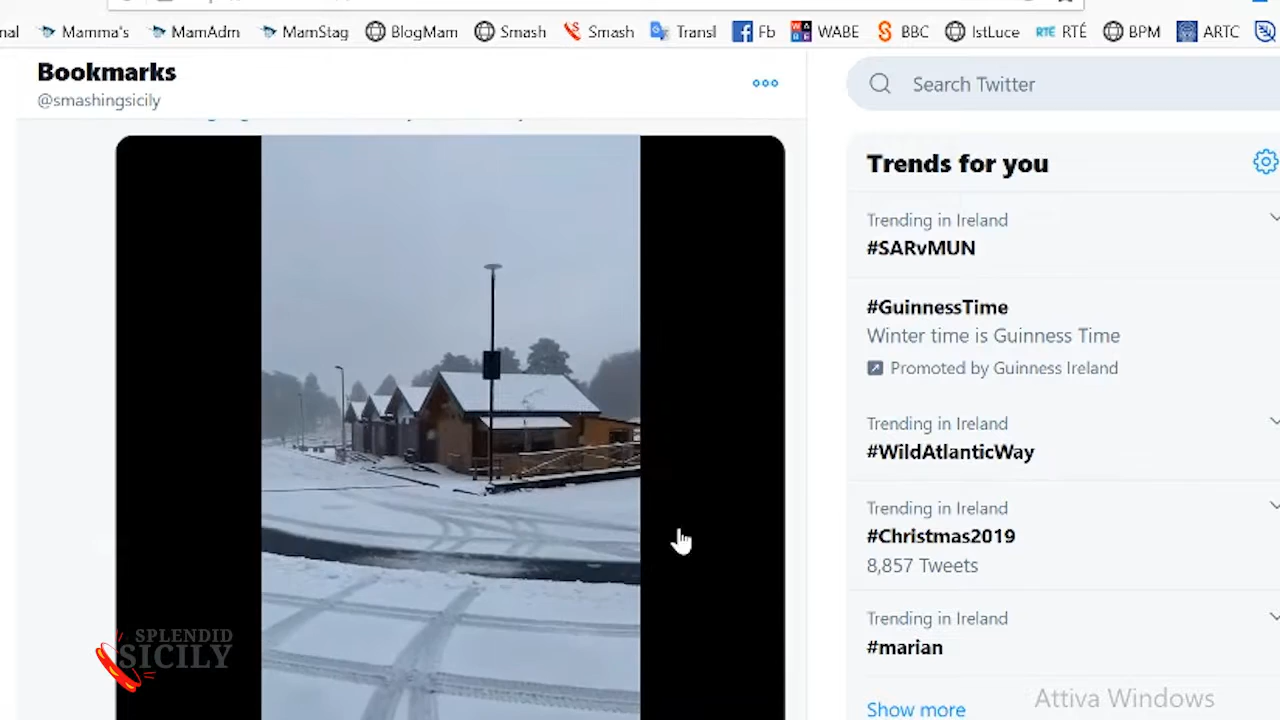 Mamma's MamAdm MamStag BlogMam Smash Smash Transl Fb WABE BBC IstLuce RTÉ RTÉ BPM ARTC
Bookmarks
@smashingsicily
Search Twitter
Trends for you
Trending in Ireland
#SARvMUN
#GuinnessTime
Winter time is Guinness Time
Promoted by Guinness Ireland
Trending in Ireland
#WildAtlanticWay
Trending in Ireland
#Christmas2019
8,857 Tweets
Trending in Ireland
#marian
Show more
SPLENDID
SICILY
Attiva Windows